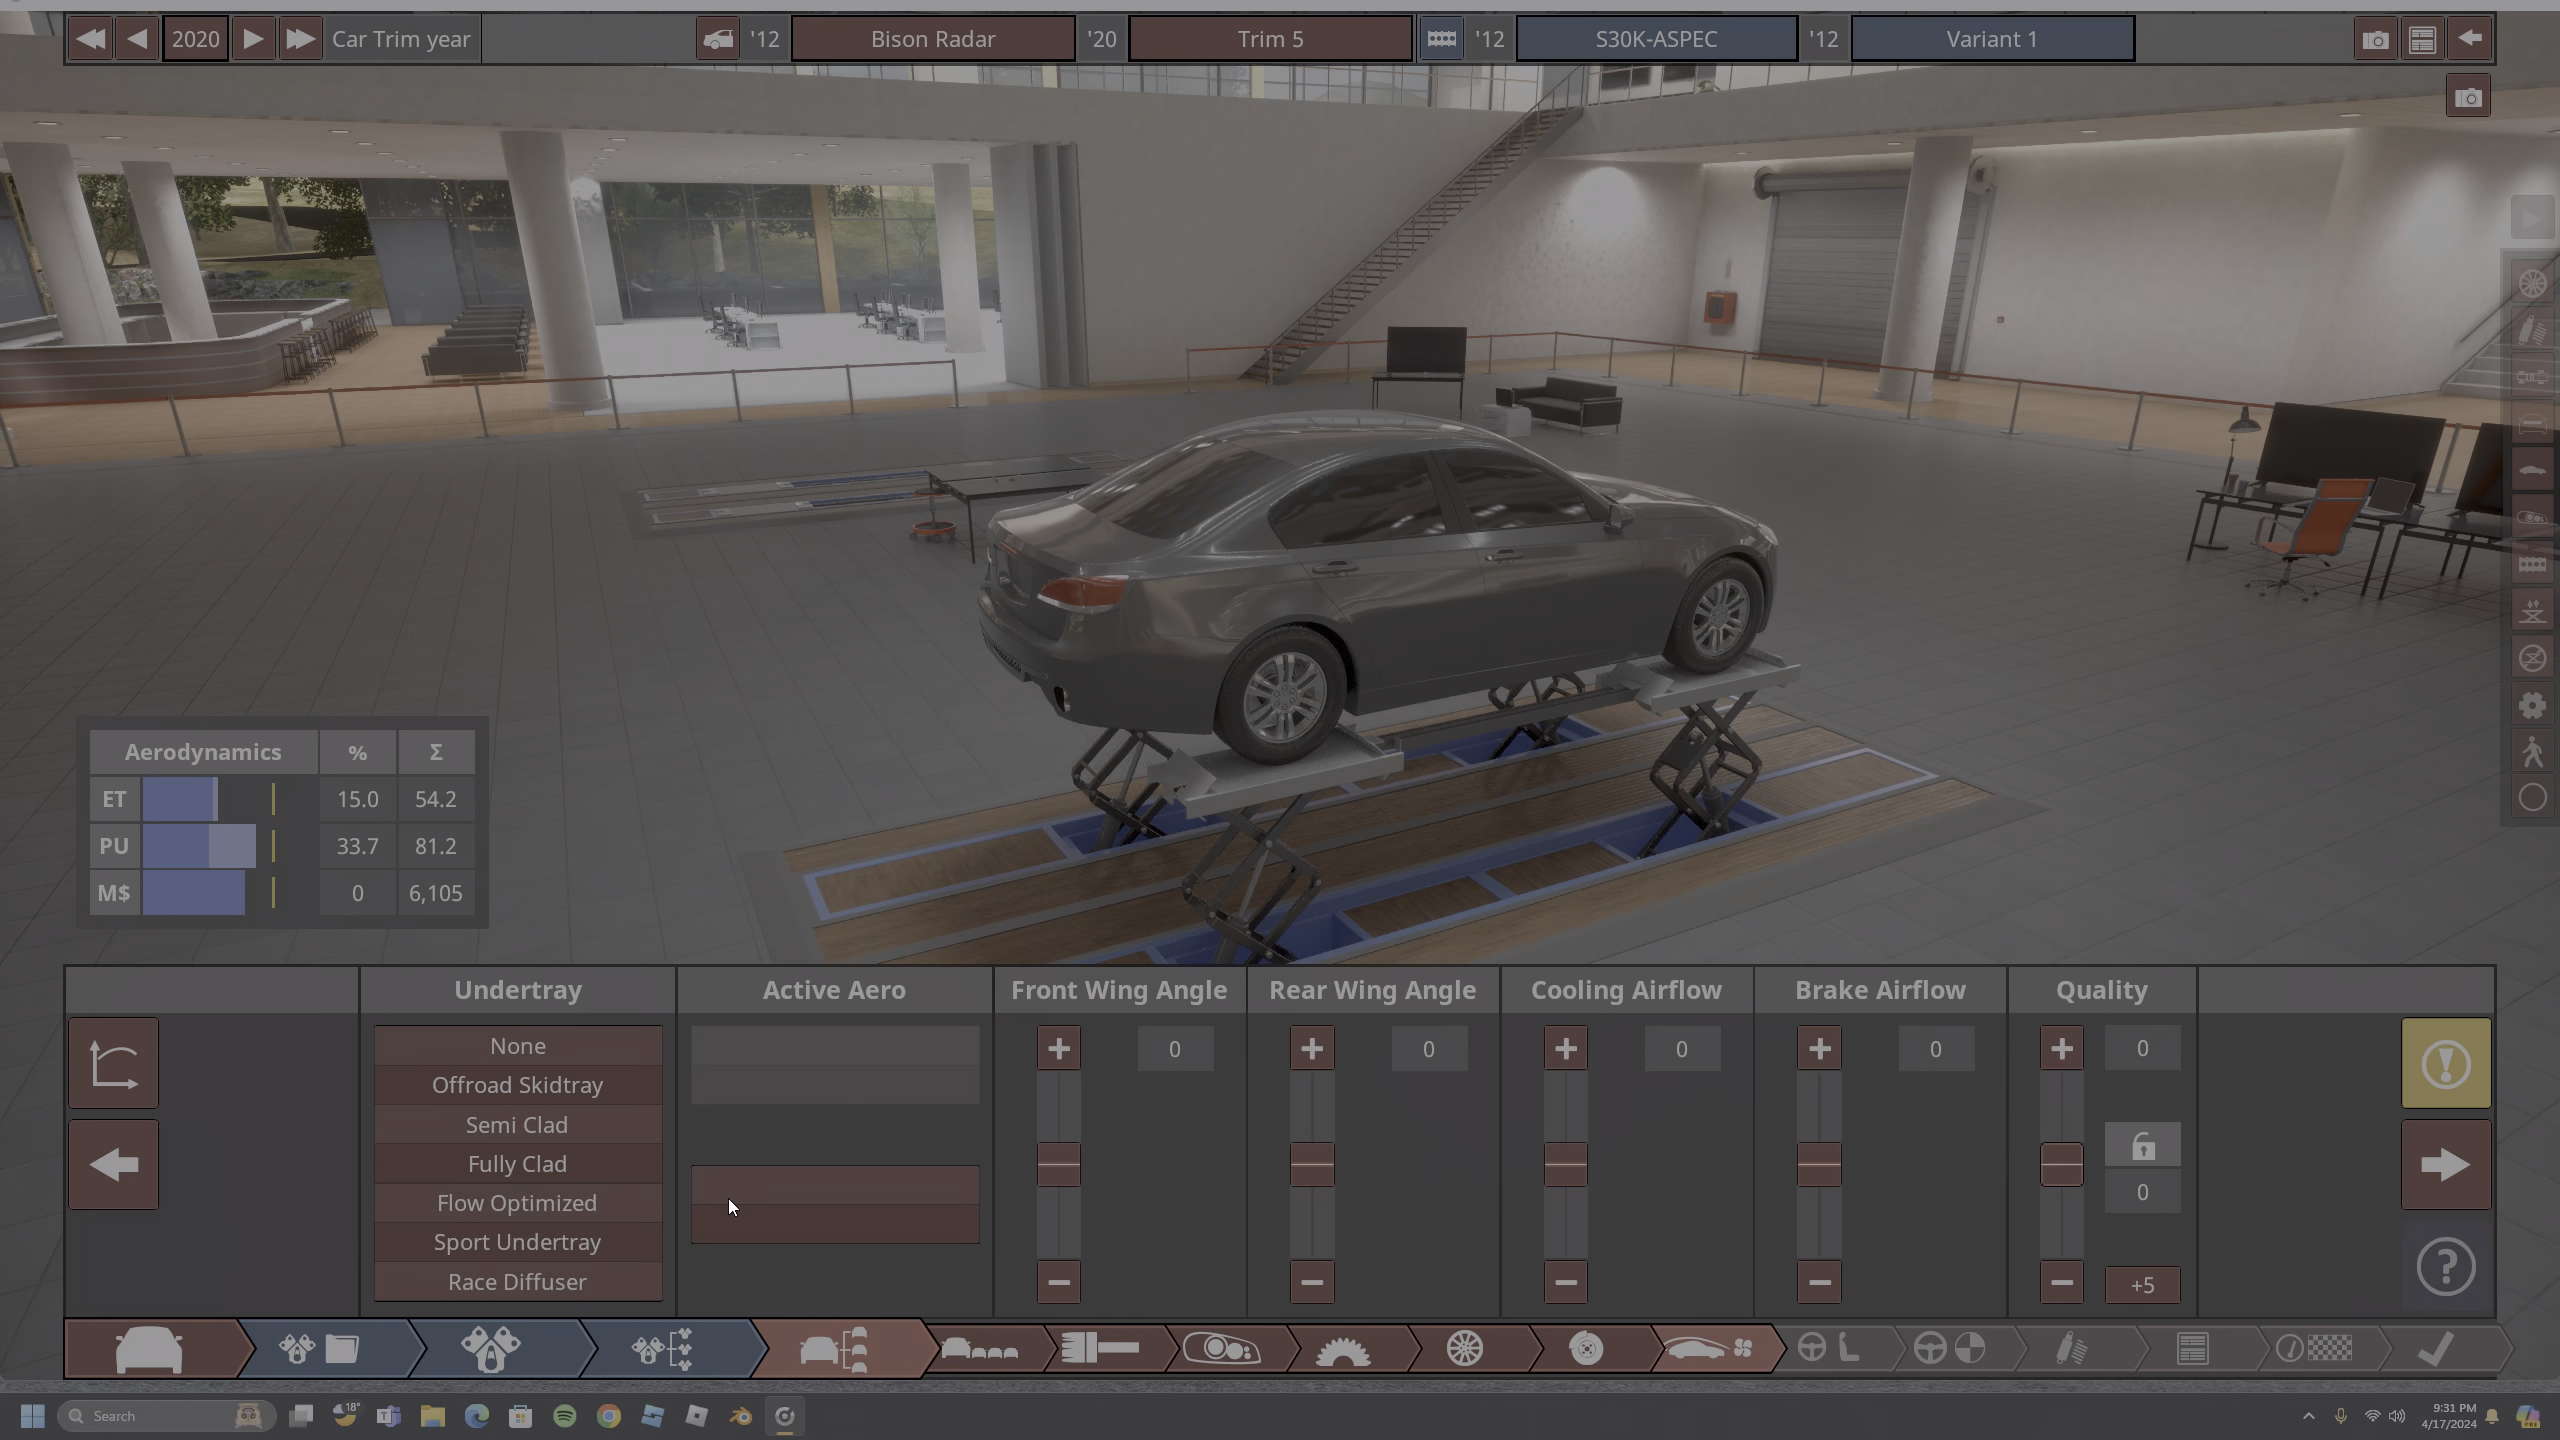 2020 Car Trim year '12 Bison Radar '20 Trim 5 '12 S30K-ASPEC '12 Variant 1
Aerodynamics % Σ
ET 15.0 54.2
PU 33.7 81.2
M$ 0 6,105
Undertray Active Aero Front Wing Angle Rear Wing Angle Cooling Airflow Brake Airflow Quality
None
Offroad Skidtray
Semi Clad
Fully Clad
Flow Optimized
Sport Undertray
Race Diffuser
0 0 0 0 0
0
+5
Search
18°
9:31 PM
4/17/2024
PRE